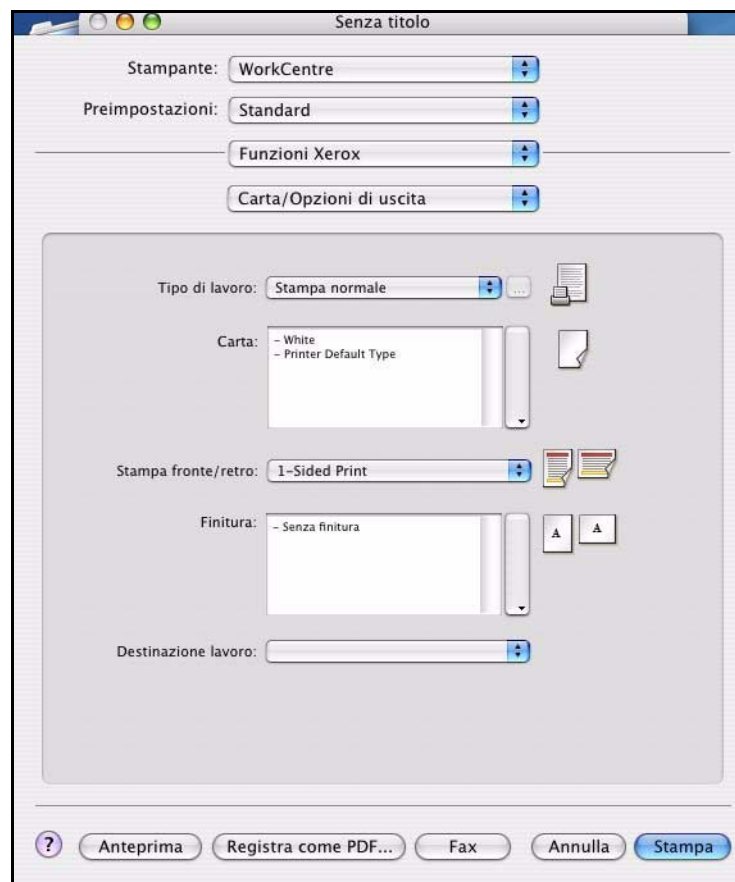 Senza titolo
Stampante: WorkCentre
Preimpostazioni: Standard
Funzioni Xerox
Carta/Opzioni di uscita
Tipo di lavoro: Stampa normale ...
Carta: - White
- Printer Default Type
Stampa fronte/retro: 1-Sided Print
Finitura: - Senza finitura
A A
Destinazione lavoro:
? Anteprima Registra come PDF... Fax Annulla Stampa